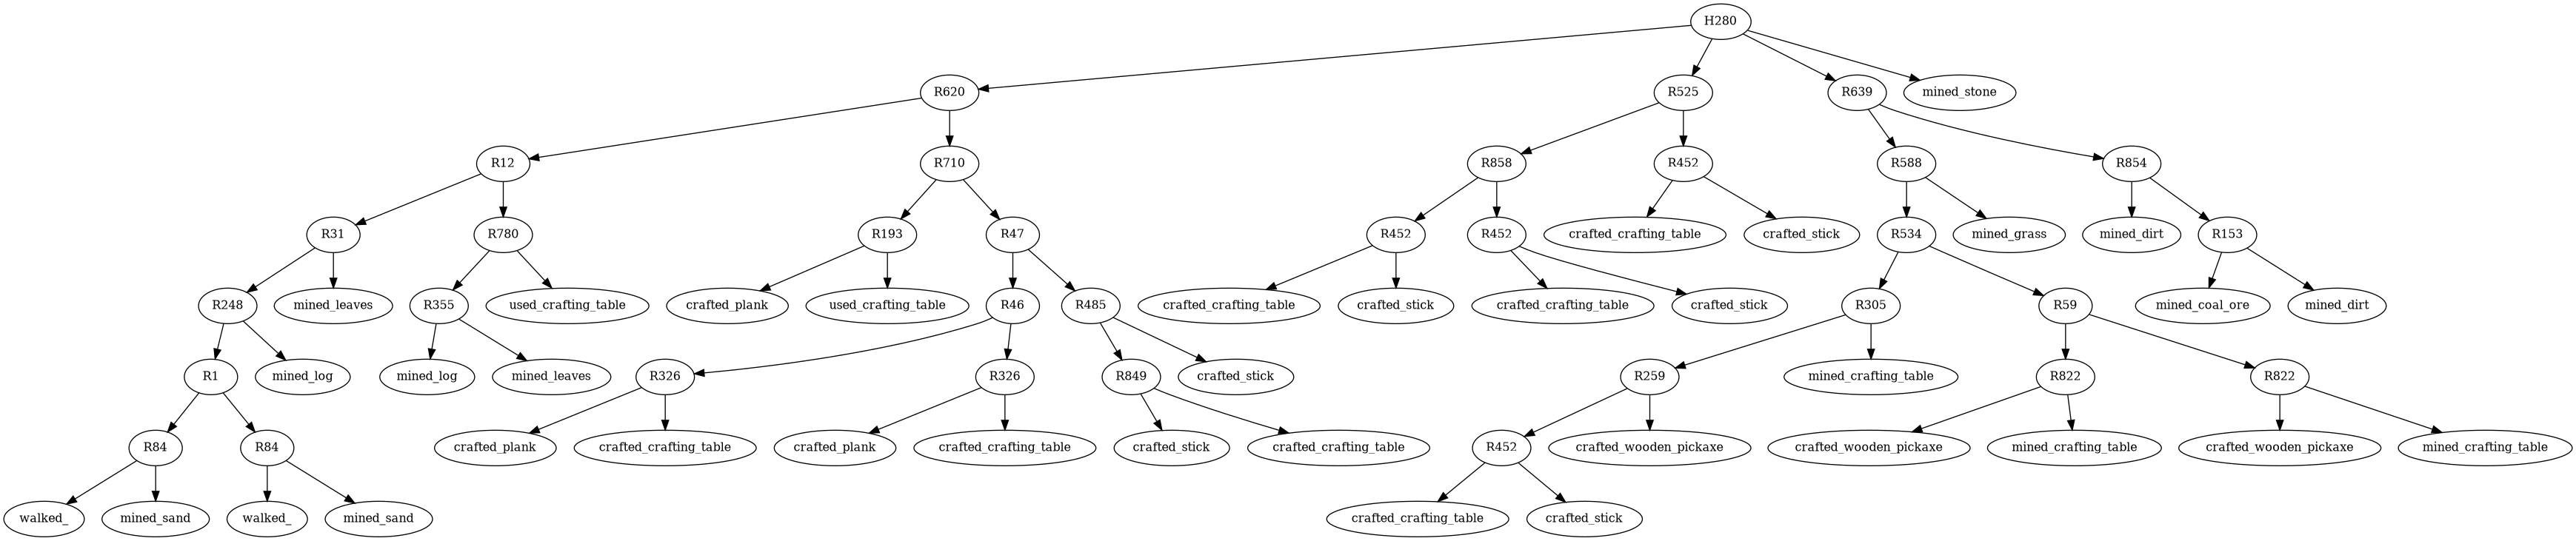 H280
R620
R525
R639
mined_stone
R12
R710
R858
R452
R588
R854
R31
R780
R193
R47
R452
R452
crafted_crafting_table
crafted_stick
R534
mined_grass
mined_dirt
R153
R248
mined_leaves
R355
used_crafting_table
crafted_plank
used_crafting_table
R46
R485
crafted_crafting_table
crafted_stick
crafted_crafting_table
crafted_stick
R305
R59
mined_coal_ore
mined_dirt
R1
mined_log
mined_log
mined_leaves
R326
R326
R849
crafted_stick
R259
mined_crafting_table
R822
R822
R84
R84
crafted_plank
crafted_crafting_table
crafted_plank
crafted_crafting_table
crafted_stick
crafted_crafting_table
R452
crafted_wooden_pickaxe
crafted_wooden_pickaxe
mined_crafting_table
crafted_wooden_pickaxe
mined_crafting_table
walked_
mined_sand
walked_
mined_sand
crafted_crafting_table
crafted_stick